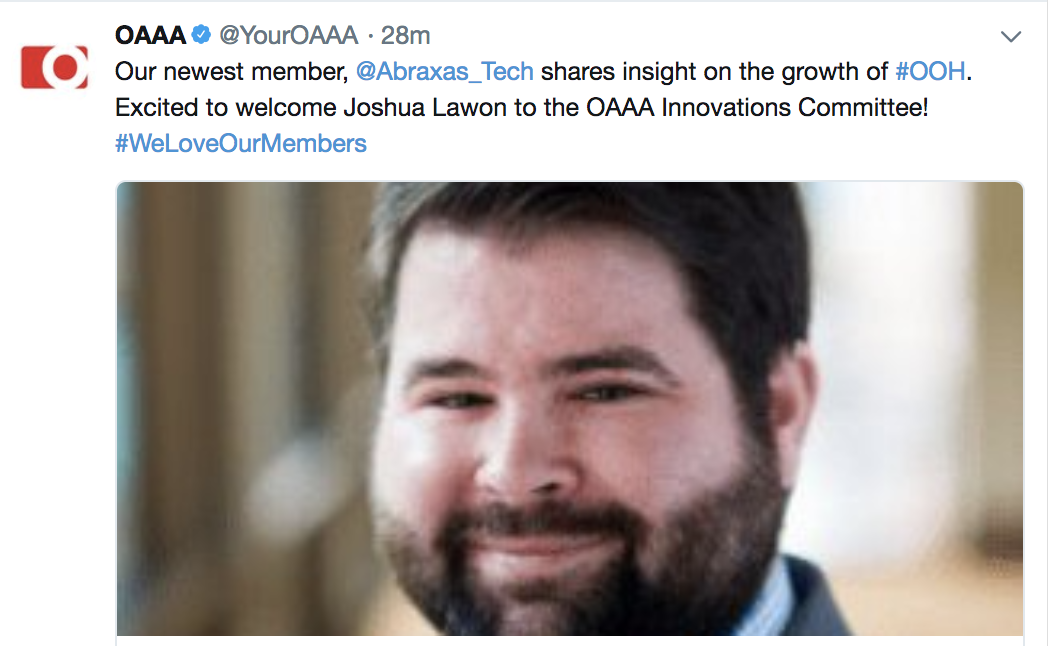 OAAA @YourOAAA · 28m
Our newest member, @Abraxas_Tech shares insight on the growth of #OOH.
Excited to welcome Joshua Lawon to the OAAA Innovations Committee!
#WeLoveOurMembers